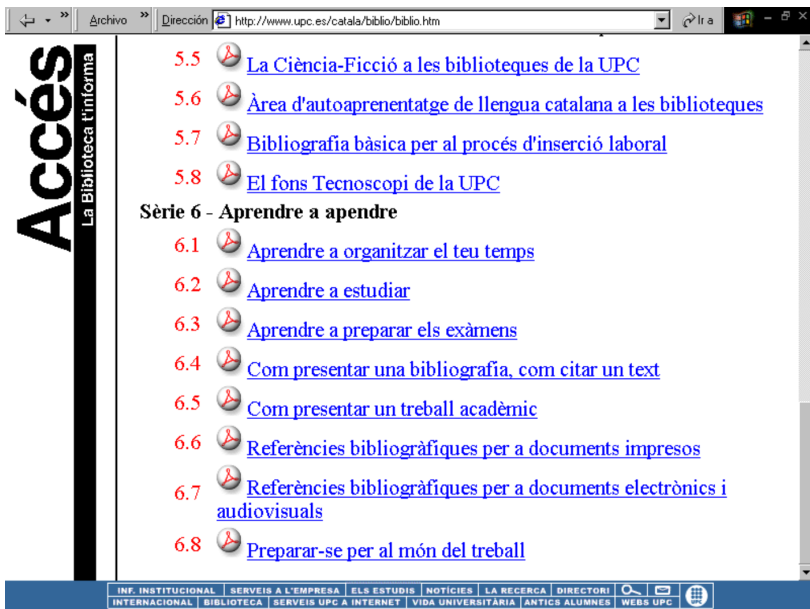 Archivo » Dirección http://www.upc.es/catala/biblio/biblio.htm Ir a
Accés
La Biblioteca t'informa
5.5 La Ciència-Ficció a les biblioteques de la UPC
5.6 Àrea d'autoaprenentatge de llengua catalana a les biblioteques
5.7 Bibliografia bàsica per al procés d'inserció laboral
5.8 El fons Tecnoscopi de la UPC
Sèrie 6 - Aprendre a apendre
6.1 Aprendre a organitzar el teu temps
6.2 Aprendre a estudiar
6.3 Aprendre a preparar els exàmens
6.4 Com presentar una bibliografia, com citar un text
6.5 Com presentar un treball acadèmic
6.6 Referències bibliogràfiques per a documents impresos
6.7 Referències bibliogràfiques per a documents electrònics i
audiovisuals
6.8 Preparar-se per al món del treball
INF. INSTITUCIONAL SERVEIS A L'EMPRESA ELS ESTUDIS NOTÍCIES LA RECERCA DIRECTORI
INTERNACIONAL BIBLIOTECA SERVEIS UPC A INTERNET VIDA UNIVERSITÀRIA ANTICS ALUMNES WEBS UPC